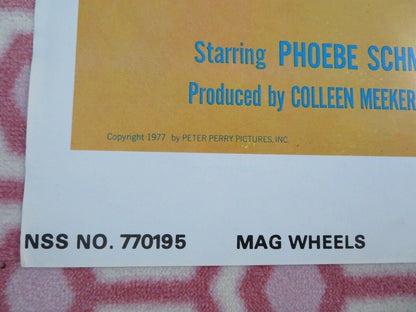 Starring PHOEBE SCHM
Produced by COLLEEN MEEKER
Copyright 1977 by PETER PERRY PICTURES, INC.
NSS NO. 770195 MAG WHEELS